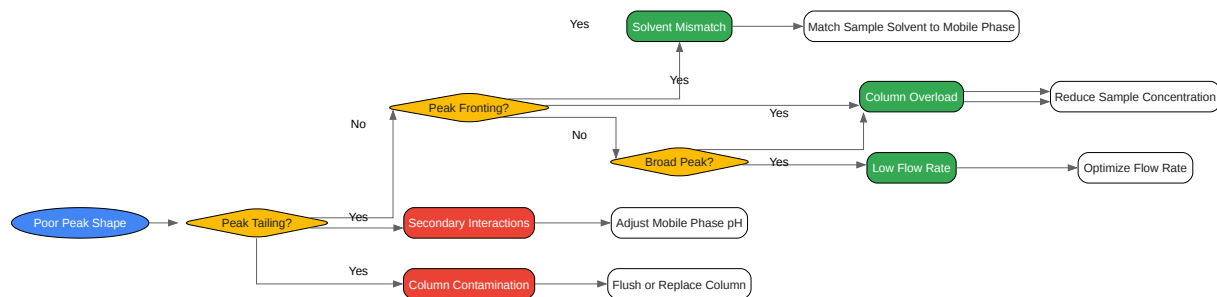 Yes
Solvent Mismatch
Match Sample Solvent to Mobile Phase
Yes
Peak Fronting?
Column Overload
Reduce Sample Concentration
Yes
No
No
Broad Peak?
Yes
Low Flow Rate
Optimize Flow Rate
Poor Peak Shape
Peak Tailing?
Yes
Secondary Interactions
Adjust Mobile Phase pH
Yes
Column Contamination
Flush or Replace Column